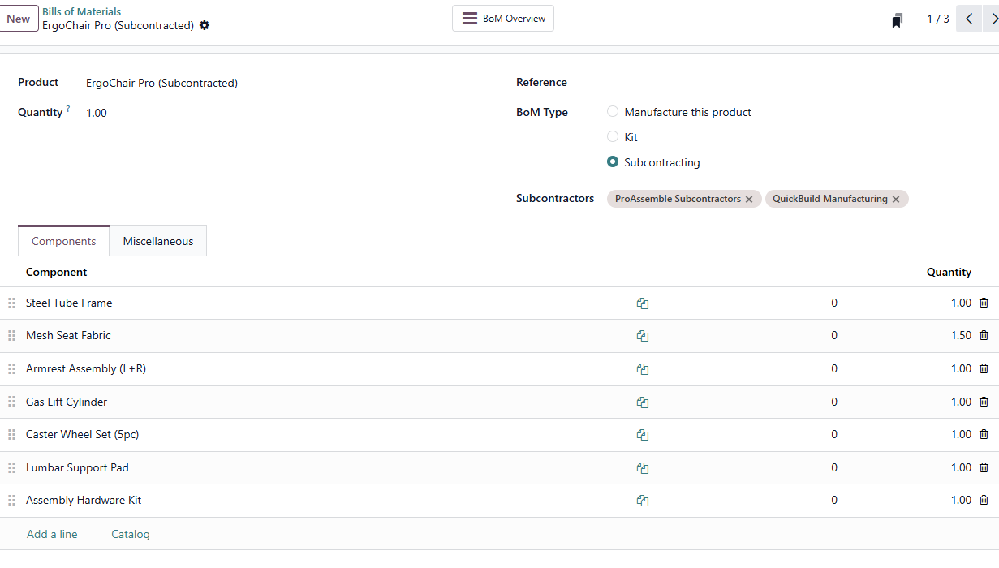 New
Bills of Materials
ErgoChair Pro (Subcontracted)
BoM Overview
1 / 3
Product ErgoChair Pro (Subcontracted)
Quantity ? 1.00
Reference
BoM Type Manufacture this product
Kit
Subcontracting
Subcontractors ProAssemble Subcontractors QuickBuild Manufacturing
Components Miscellaneous
Component Quantity
Steel Tube Frame 0 1.00
Mesh Seat Fabric 0 1.50
Armrest Assembly (L+R) 0 1.00
Gas Lift Cylinder 0 1.00
Caster Wheel Set (5pc) 0 1.00
Lumbar Support Pad 0 1.00
Assembly Hardware Kit 0 1.00
Add a line Catalog